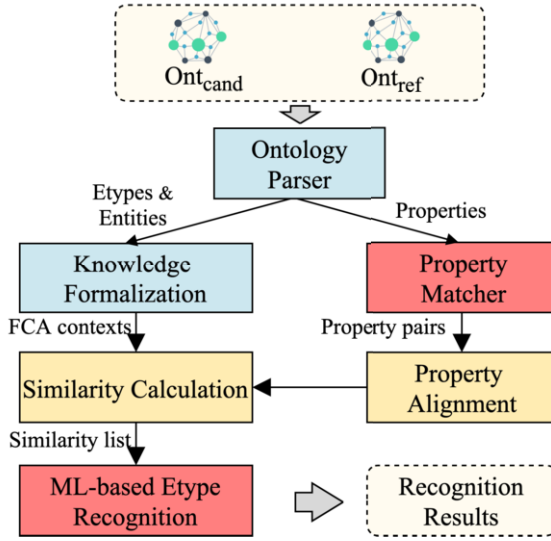 Ont_cand
Ont_ref
Ontology
Parser
Etypes &
Entities
Properties
Knowledge
Formalization
Property
Matcher
FCA contexts
Property pairs
Similarity Calculation
Property
Alignment
Similarity list
ML-based Etype
Recognition
Recognition
Results